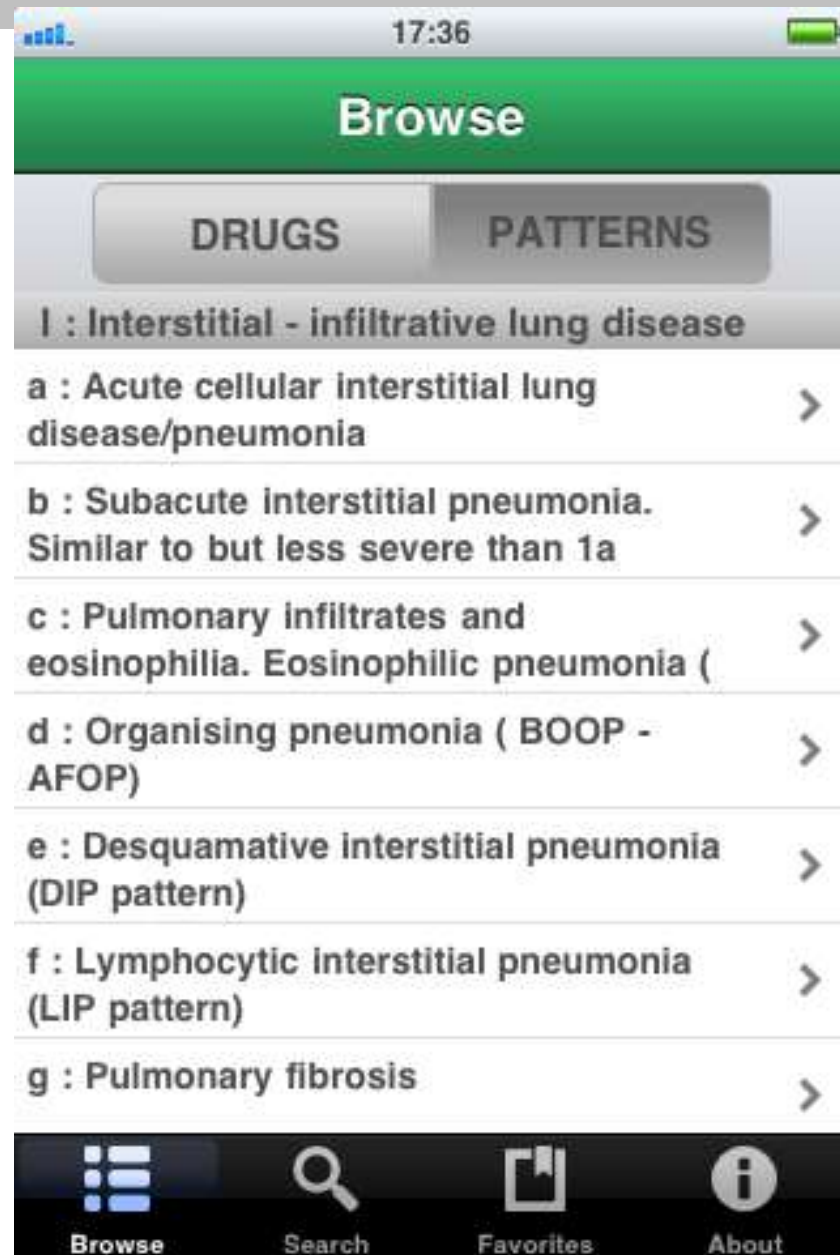 17:36
Browse
DRUGS PATTERNS
I : Interstitial - infiltrative lung disease
a : Acute cellular interstitial lung
disease/pneumonia
b : Subacute interstitial pneumonia.
Similar to but less severe than 1a
c : Pulmonary infiltrates and
eosinophilia. Eosinophilic pneumonia (
d : Organising pneumonia ( BOOP -
AFOP)
e : Desquamative interstitial pneumonia
(DIP pattern)
f : Lymphocytic interstitial pneumonia
(LIP pattern)
g : Pulmonary fibrosis
Browse Search Favorites About